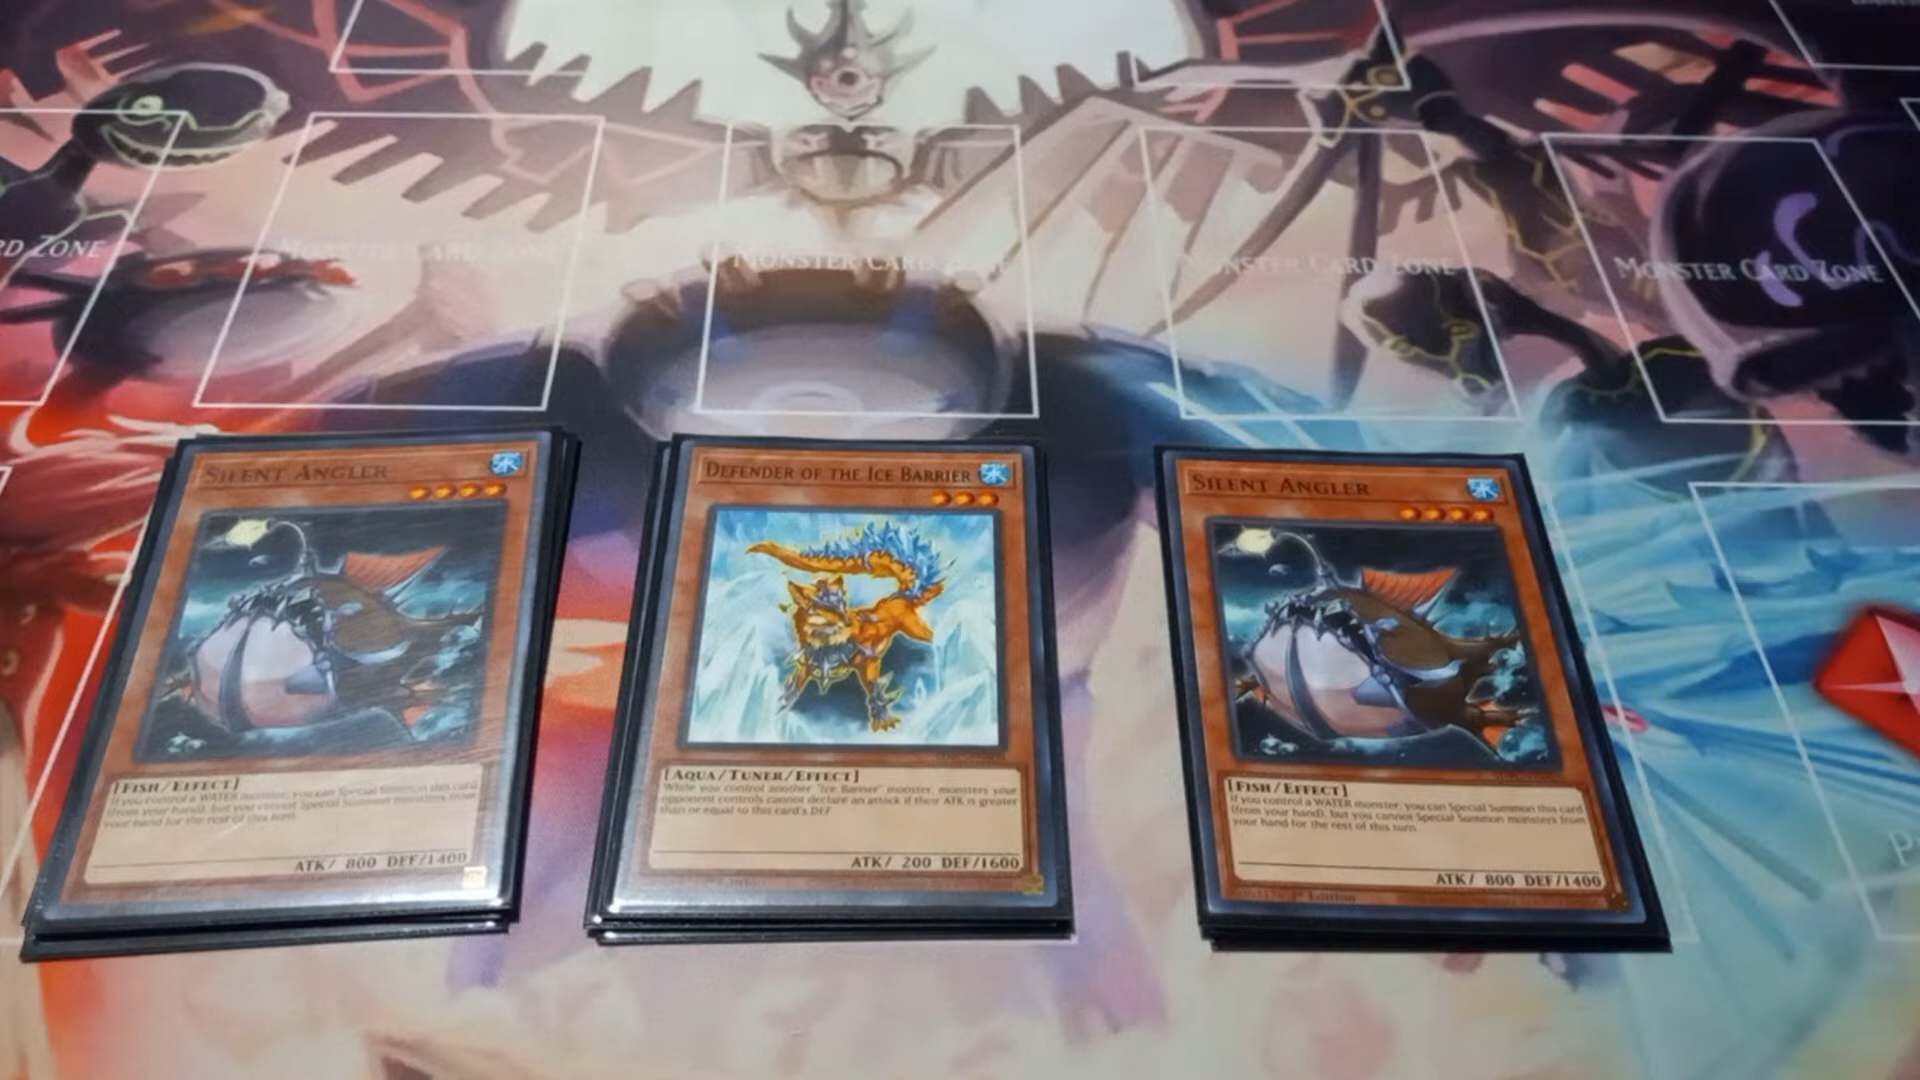 RD ZONE
MONSTER CARD ZONE
MONSTER CARD ZONE
MONSTER CARD ZONE
MONSTER CARD ZONE
SILENT ANGLER
[FISH/EFFECT]
If you control a WATER monster, you can Special Summon this card
(from your hand), but you cannot Special Summon monsters from
your hand for the rest of this turn.
ATK/ 800 DEF/1400
DEFENDER OF THE ICE BARRIER
[AQUA/TUNER/EFFECT]
While you control another "Ice Barrier" monster, monsters your
opponent controls cannot declare an attack if their ATK is greater
than or equal to this card's DEF.
ATK/ 200 DEF/1600
SILENT ANGLER
[FISH/EFFECT]
If you control a WATER monster, you can Special Summon this card
(from your hand), but you cannot Special Summon monsters from
your hand for the rest of this turn.
ATK/ 800 DEF/1400
1st Edition